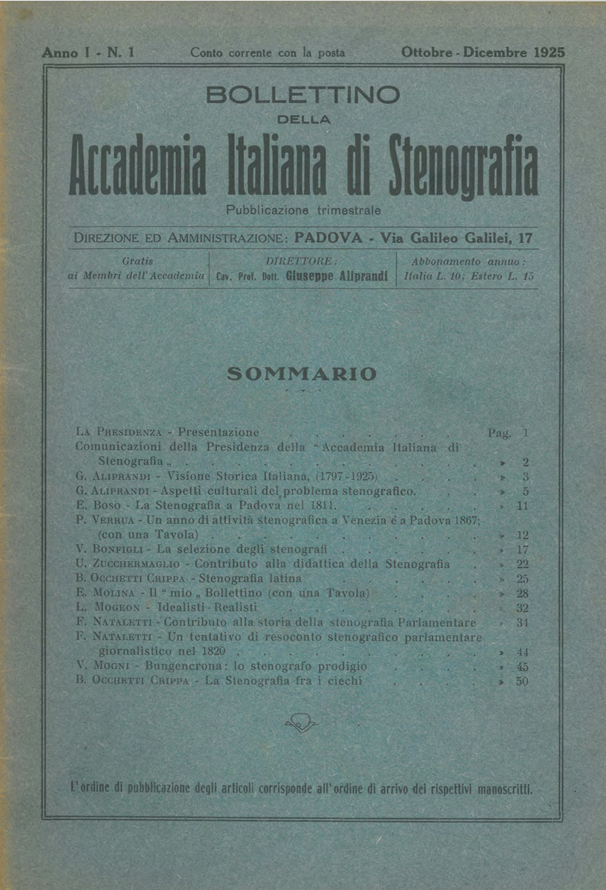 Anno I - N. 1 Conto corrente con la posta Ottobre - Dicembre 1925
BOLLETTINO
DELLA
Accademia Italiana di Stenografia
Pubblicazione trimestrale
DIREZIONE ED AMMINISTRAZIONE: PADOVA - Via Galileo Galilei, 17
Gratis
ai Membri dell'Accademia
DIRETTORE:
Cav. Prof. Dott. Giuseppe Aliprandi
Abbonamento annuo:
Italia L. 10; Estero L. 15
SOMMARIO
LA PRESIDENZA - Presentazione . . . . . . Pag. 1
Comunicazioni della Presidenza della "Accademia Italiana di
Stenografia„ . . . . . . . . . . » 2
G. ALIPRANDI - Visione Storica Italiana, (1797-1925) . . . » 3
G. ALIPRANDI - Aspetti culturali del problema stenografico. . . » 5
E. BOSO - La Stenografia a Padova nel 1811. . . . . » 11
P. VERRUA - Un anno di attività stenografica a Venezia e a Padova 1867;
(con una Tavola) . . . . . . . . . » 12
V. BONFIGLI - La selezione degli stenografi . . . . . » 17
U. ZUCCHERMAGLIO - Contributo alla didattica della Stenografia . » 22
B. OCCHETTI CRIPPA - Stenografia latina . . . . . » 25
E. MOLINA - Il "mio„ Bollettino (con una Tavola) . . . » 28
L. MOGEON - Idealisti - Realisti . . . . . . » 32
F. NATALETTI - Contributo alla storia della stenografia Parlamentare » 34
F. NATALETTI - Un tentativo di resoconto stenografico parlamentare
giornalistico nel 1820 . . . . . . . . » 44
V. MOGNI - Bungencrona: lo stenografo prodigio . . . . » 45
B. OCCHETTI CRIPPA - La Stenografia fra i ciechi . . . . » 50
L'ordine di pubblicazione degli articoli corrisponde all'ordine di arrivo dei rispettivi manoscritti.